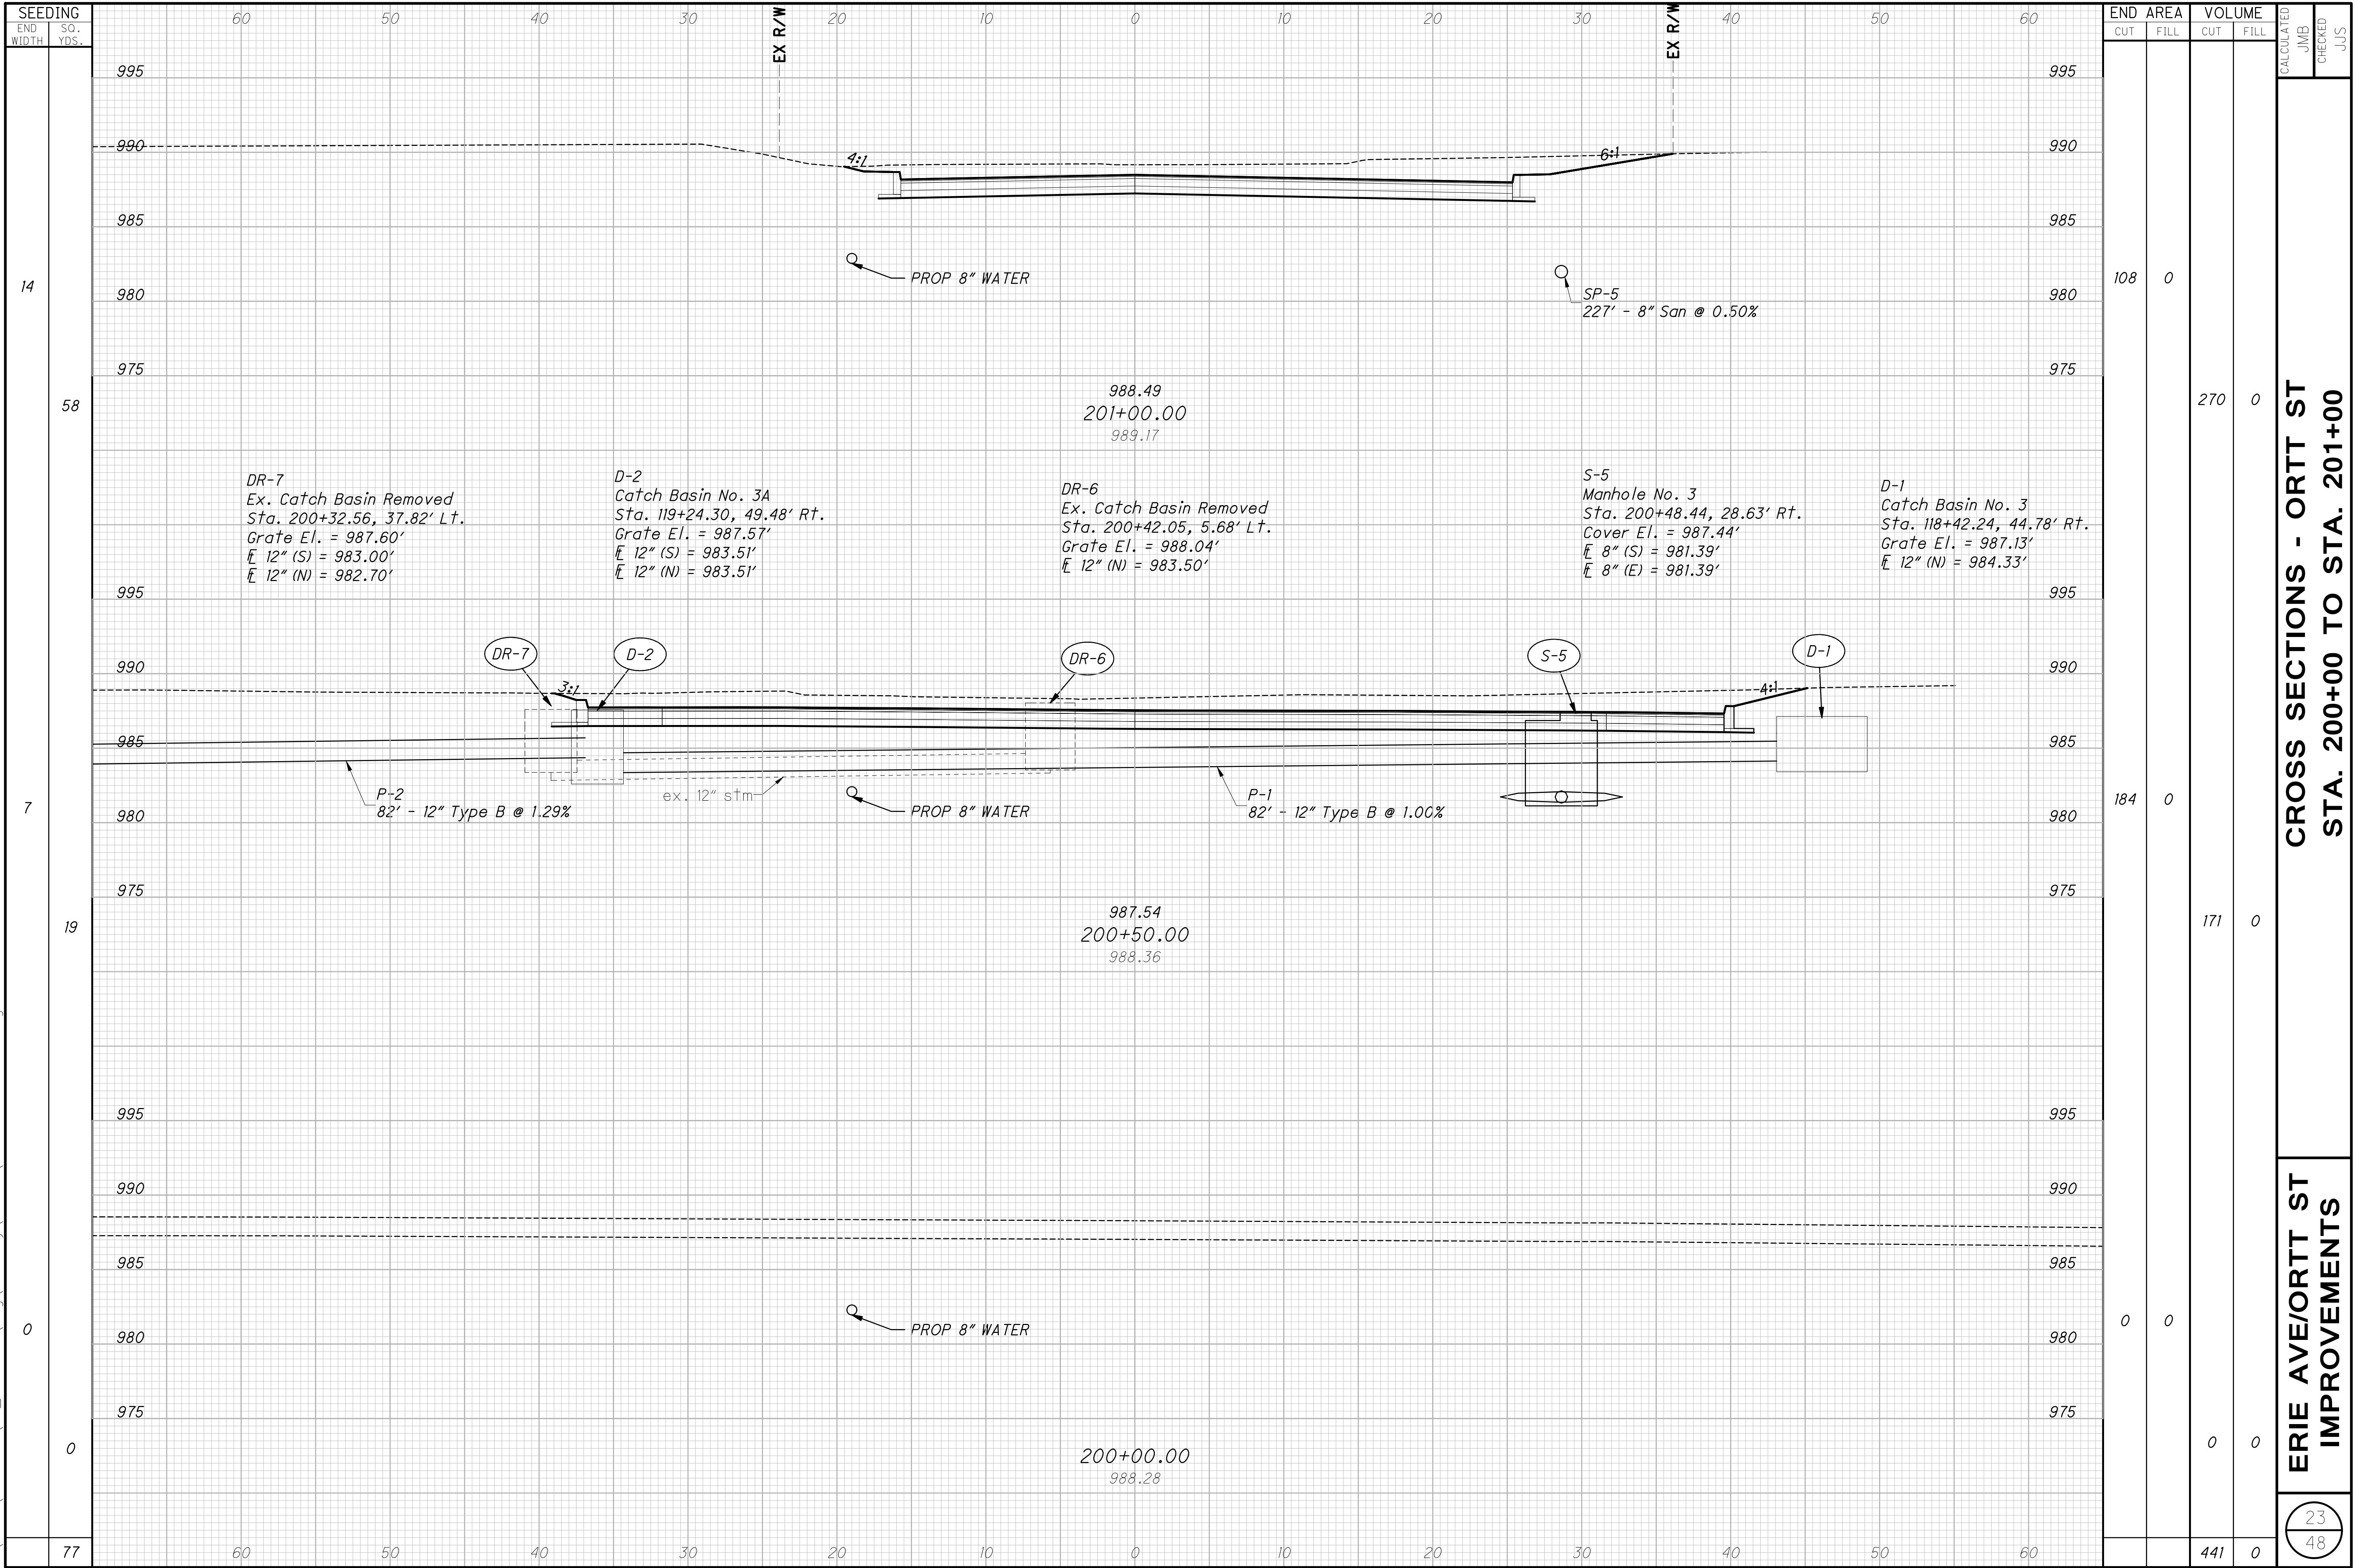 SEEDING
END WIDTH
SQ. YDS.
60 50 40 30 20 10 0 10 20 30 40 50 60
END AREA
VOLUME
CUT FILL CUT FILL
CALCULATED
JMB
CHECKED
JJS
EX R/W
EX R/W
995 995
990 990
4:1
6:1
985 985
PROP 8" WATER
14
108 0
980 980
SP-5
227' - 8" San @ 0.50%
975 975
58
270 0
988.49
201+00.00
989.17
DR-7
Ex. Catch Basin Removed
Sta. 200+32.56, 37.82' Lt.
Grate El. = 987.60'
FL 12" (S) = 983.00'
FL 12" (N) = 982.70'
D-2
Catch Basin No. 3A
Sta. 119+24.30, 49.48' Rt.
Grate El. = 987.57'
FL 12" (S) = 983.51'
FL 12" (N) = 983.51'
DR-6
Ex. Catch Basin Removed
Sta. 200+42.05, 5.68' Lt.
Grate El. = 988.04'
FL 12" (N) = 983.50'
S-5
Manhole No. 3
Sta. 200+48.44, 28.63' Rt.
Cover El. = 987.44'
FL 8" (S) = 981.39'
FL 8" (E) = 981.39'
D-1
Catch Basin No. 3
Sta. 118+42.24, 44.78' Rt.
Grate El. = 987.13'
FL 12" (N) = 984.33'
995 995
DR-7
D-2
DR-6
S-5
D-1
990 990
3:1
4:1
985 985
P-2
82' - 12" Type B @ 1.29%
ex. 12" stm
PROP 8" WATER
P-1
82' - 12" Type B @ 1.00%
7
184 0
980 980
975 975
19
171 0
987.54
200+50.00
988.36
995 995
990 990
985 985
PROP 8" WATER
0
0 0
980 980
975 975
0
0 0
200+00.00
988.28
77
60 50 40 30 20 10 0 10 20 30 40 50 60
441 0
CROSS SECTIONS - ORTT ST
STA. 200+00 TO STA. 201+00
ERIE AVE/ORTT ST
IMPROVEMENTS
23
48